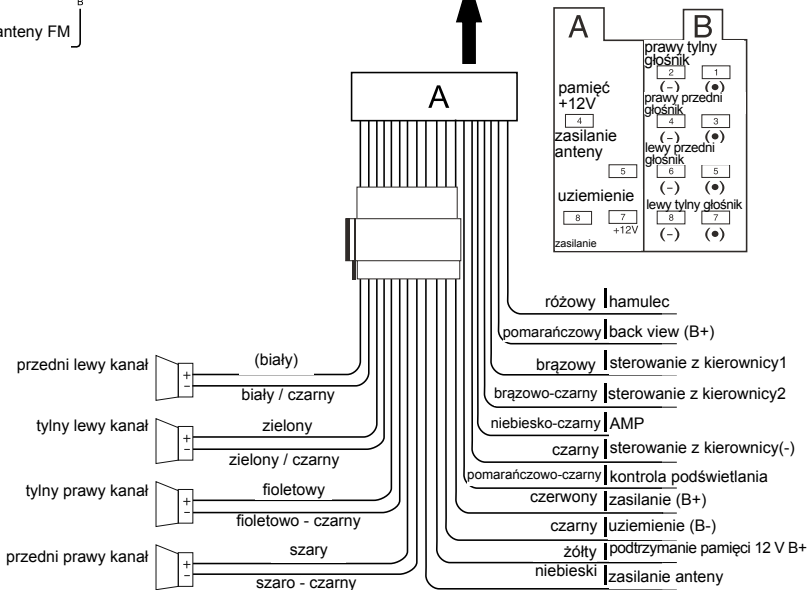 B
anteny FM
A
A
pamięć
+12V
4
zasilanie
anteny
5
uziemienie
8 7
+12V
zasilanie
B
prawy tylny
głośnik
2 1
(-) (●)
prawy przedni
głośnik
4 3
(-) (●)
lewy przedni
głośnik
6 5
(-) (●)
lewy tylny głośnik
8 7
(-) (●)
przedni lewy kanał
+
-
(biały)
biały / czarny
tylny lewy kanał
+
-
zielony
zielony / czarny
tylny prawy kanał
+
-
fioletowy
fioletowo - czarny
przedni prawy kanał
+
-
szary
szaro - czarny
różowy hamulec
pomarańczowy back view (B+)
brązowy sterowanie z kierownicy1
brązowo-czarny sterowanie z kierownicy2
niebiesko-czarny AMP
czarny sterowanie z kierownicy(-)
pomarańczowo-czarny kontrola podświetlania
czerwony zasilanie (B+)
czarny uziemienie (B-)
żółty podtrzymanie pamięci 12 V B+
niebieski zasilanie anteny